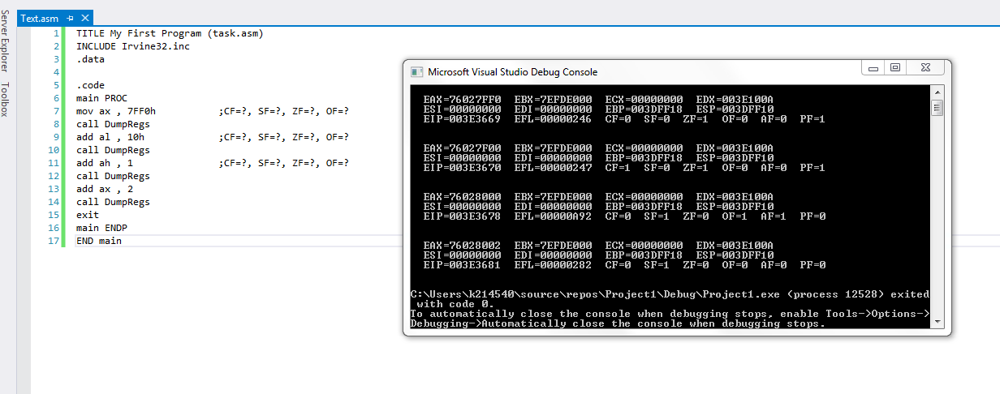 Server Explorer
Toolbox
Text.asm
1 TITLE My First Program (task.asm)
2 INCLUDE Irvine32.inc
3 .data
4
5 .code
6 main PROC
7 mov ax , 7FF0h ;CF=?, SF=?, ZF=?, OF=?
8 call DumpRegs
9 add al , 10h ;CF=?, SF=?, ZF=?, OF=?
10 call DumpRegs
11 add ah , 1 ;CF=?, SF=?, ZF=?, OF=?
12 call DumpRegs
13 add ax , 2
14 call DumpRegs
15 exit
16 main ENDP
17 END main
Microsoft Visual Studio Debug Console
EAX=76027FF0 EBX=7EFDE000 ECX=00000000 EDX=003E100A
ESI=00000000 EDI=00000000 EBP=003DFF18 ESP=003DFF10
EIP=003E3669 EFL=00000246 CF=0 SF=0 ZF=1 OF=0 AF=0 PF=1
EAX=76027F00 EBX=7EFDE000 ECX=00000000 EDX=003E100A
ESI=00000000 EDI=00000000 EBP=003DFF18 ESP=003DFF10
EIP=003E3670 EFL=00000247 CF=1 SF=0 ZF=1 OF=0 AF=0 PF=1
EAX=76028000 EBX=7EFDE000 ECX=00000000 EDX=003E100A
ESI=00000000 EDI=00000000 EBP=003DFF18 ESP=003DFF10
EIP=003E3678 EFL=00000A92 CF=0 SF=1 ZF=0 OF=1 AF=1 PF=0
EAX=76028002 EBX=7EFDE000 ECX=00000000 EDX=003E100A
ESI=00000000 EDI=00000000 EBP=003DFF18 ESP=003DFF10
EIP=003E3681 EFL=00000282 CF=0 SF=1 ZF=0 OF=0 AF=0 PF=0
C:\Users\k214540\source\repos\Project1\Debug\Project1.exe (process 12528) exited
with code 0.
To automatically close the console when debugging stops, enable Tools->Options->
Debugging->Automatically close the console when debugging stops.